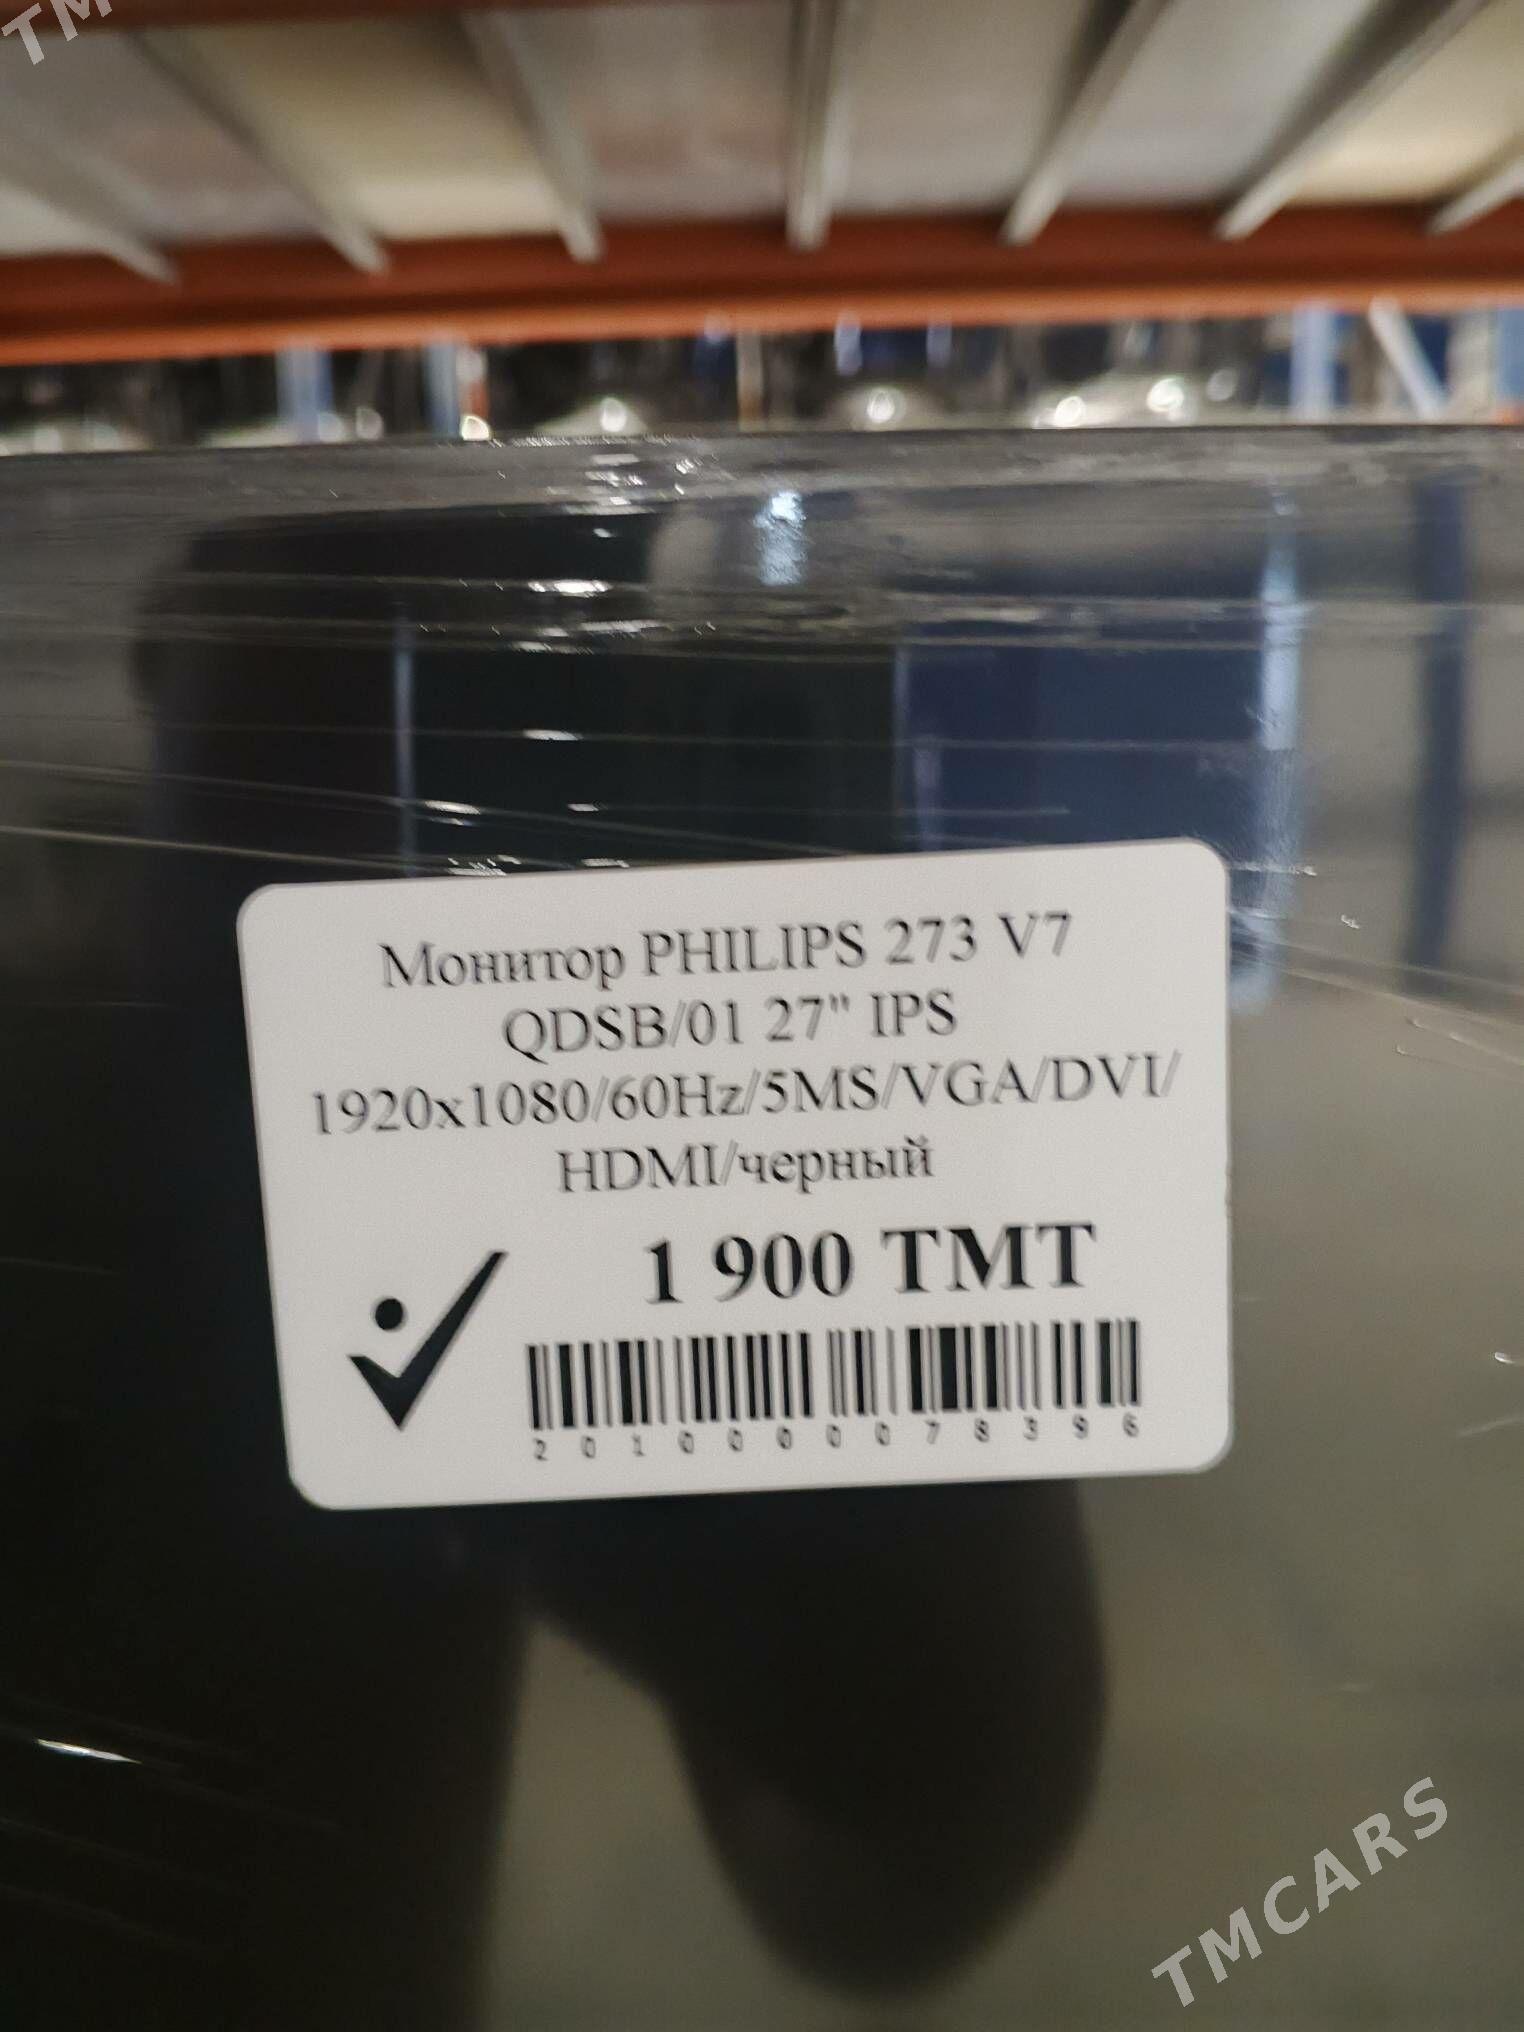 TM
Монитор PHILIPS 273 V7
QDSB/01 27" IPS
1920x1080/60Hz/5MS/VGA/DVI/
HDMI/черный
1 900 TMT
2010000078396
TMCARS